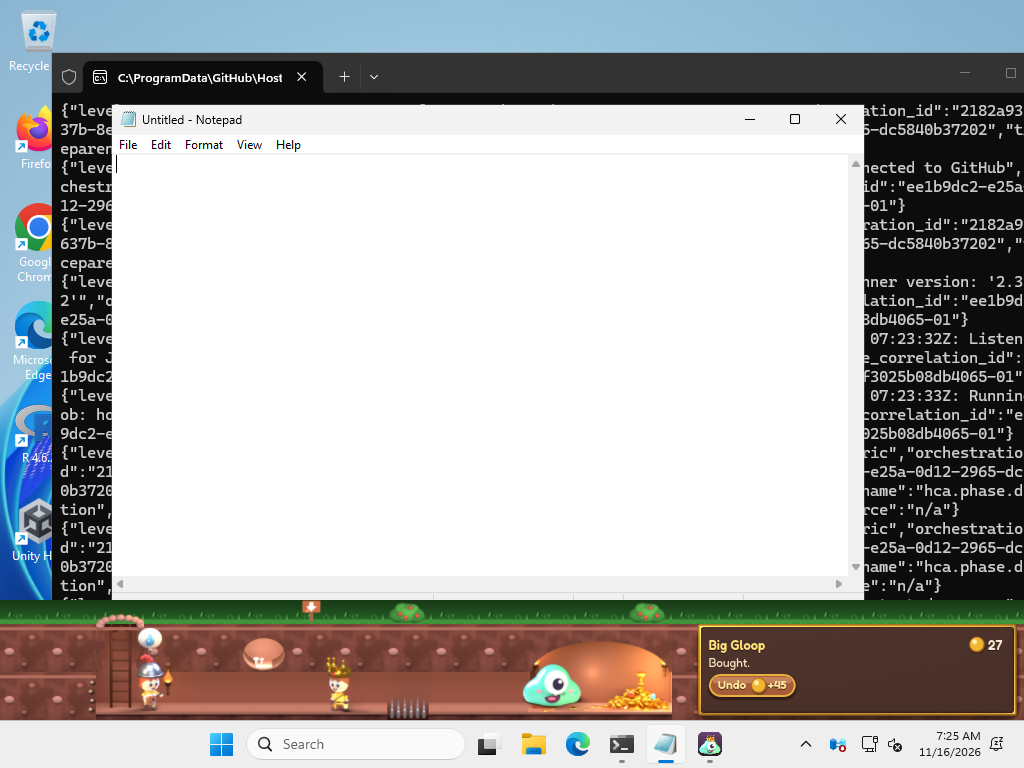 Recycle
Firefo
Googl
Chrom
Micros
Edge
R 4.6.
Unity H
C:\ProgramData\GitHub\Host
Untitled - Notepad
File Edit Format View Help
{"leve
ration_id":"2182a93
37b-8e
5-dc5840b37202","t
eparen
{"leve
nected to GitHub",
chestr
id":"ee1b9dc2-e25a
12-296
-01"}
{"leve
ration_id":"2182a9
637b-8
65-dc5840b37202","
cepare
{"leve
nner version: '2.3
2'","o
lation_id":"ee1b9d
e25a-0
8db4065-01"}
{"leve
07:23:32Z: Listen
for J
e_correlation_id":
1b9dc2
f3025b08db4065-01"
{"leve
07:23:33Z: Runnin
ob: ho
correlation_id":"e
9dc2-e
025b08db4065-01"}
{"leve
ric","orchestratio
d":"21
-e25a-0d12-2965-dc
0b3720
name":"hca.phase.d
tion",
rce":"n/a"}
{"leve
ric","orchestratio
d":"21
-e25a-0d12-2965-dc
0b3720
name":"hca.phase.d
tion",
ce":"n/a"}
Big Gloop
27
Bought.
Undo +45
Search
7:25 AM
11/16/2026